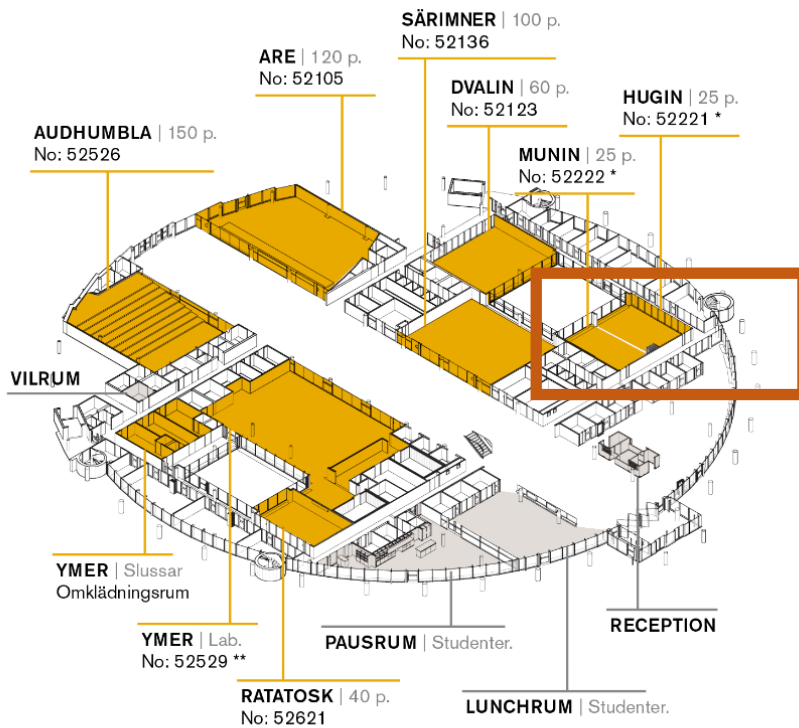 SÄRIMNER | 100 p.
No: 52136
ARE | 120 p.
No: 52105
DVALIN | 60 p.
No: 52123
HUGIN | 25 p.
No: 52221 *
AUDHUMBLA | 150 p.
No: 52526
MUNIN | 25 p.
No: 52222 *
VILRUM
YMER | Slussar
Omklädningsrum
YMER | Lab.
No: 52529 **
PAUSRUM | Studenter.
RECEPTION
RATATOSK | 40 p.
No: 52621
LUNCHRUM | Studenter.